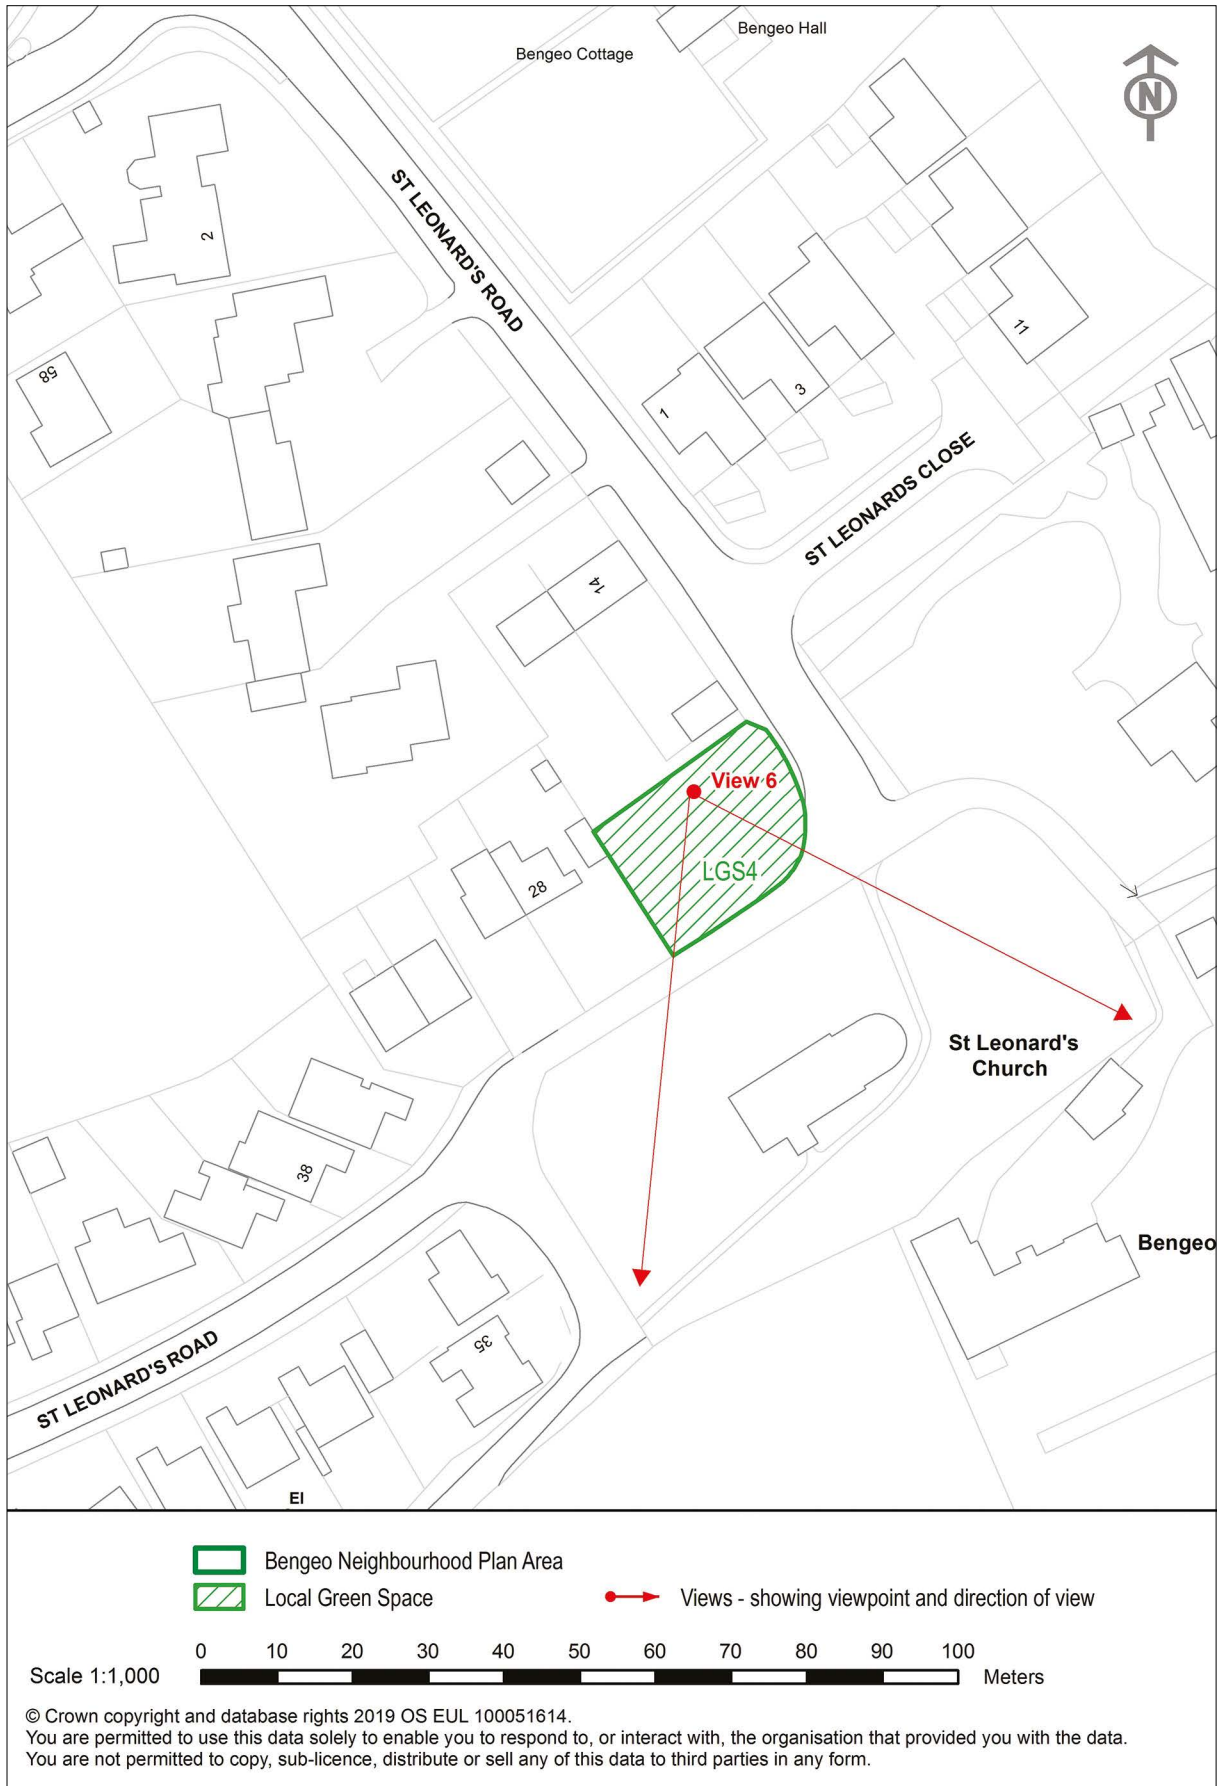 Bengeo Hall
Bengeo Cottage
N
ST LEONARD'S ROAD
2
58
11
3
1
ST LEONARDS CLOSE
14
View 6
LGS4
28
St Leonard's
Church
38
Bengeo
35
ST LEONARD'S ROAD
El
Bengeo Neighbourhood Plan Area
Local Green Space
Views - showing viewpoint and direction of view
0 10 20 30 40 50 60 70 80 90 100
Scale 1:1,000
Meters
© Crown copyright and database rights 2019 OS EUL 100051614.
You are permitted to use this data solely to enable you to respond to, or interact with, the organisation that provided you with the data.
You are not permitted to copy, sub-licence, distribute or sell any of this data to third parties in any form.